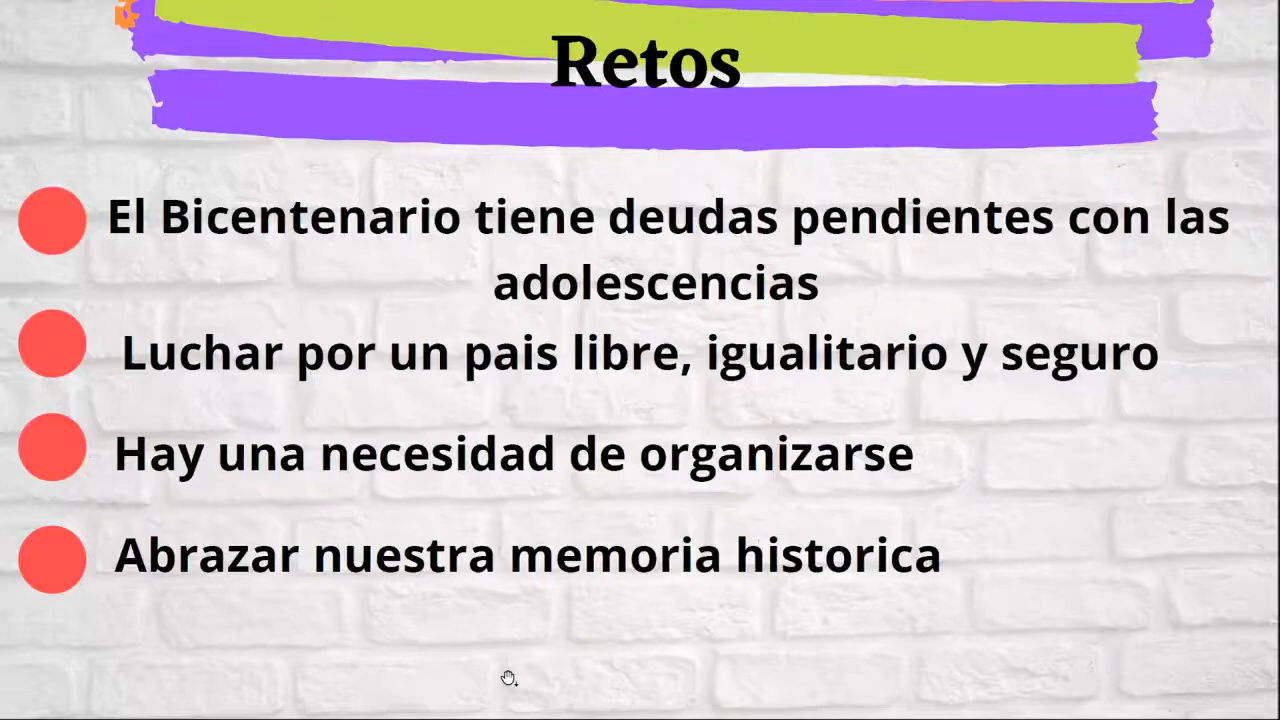 Retos
El Bicentenario tiene deudas pendientes con las
adolescencias
Luchar por un pais libre, igualitario y seguro
Hay una necesidad de organizarse
Abrazar nuestra memoria historica